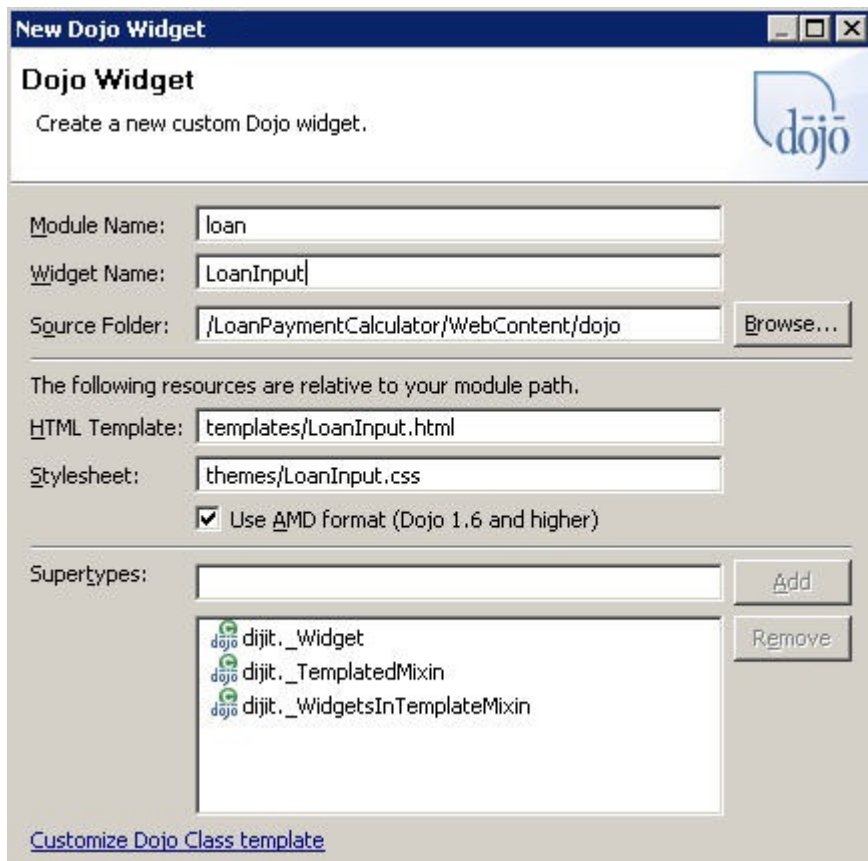 New Dojo Widget
Dojo Widget
Create a new custom Dojo widget.
dōjō
Module Name: loan
Widget Name: LoanInput
Source Folder: /LoanPaymentCalculator/WebContent/dojo Browse...
The following resources are relative to your module path.
HTML Template: templates/LoanInput.html
Stylesheet: themes/LoanInput.css
Use AMD format (Dojo 1.6 and higher)
Supertypes: Add
dijit._Widget Remove
dijit._TemplatedMixin
dijit._WidgetsInTemplateMixin
Customize Dojo Class template